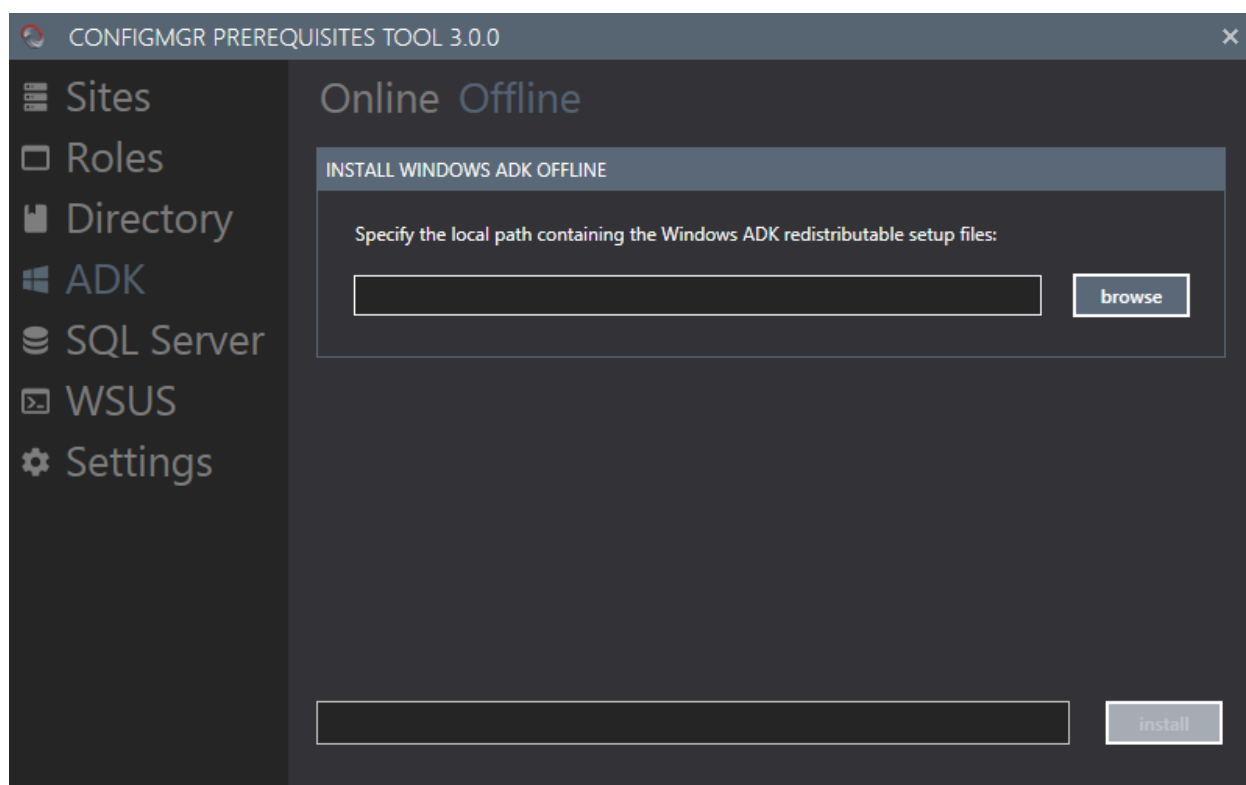 CONFIGMGR PREREQUISITES TOOL 3.0.0
Sites
Roles
Directory
ADK
SQL Server
WSUS
Settings
Online Offline
INSTALL WINDOWS ADK OFFLINE
Specify the local path containing the Windows ADK redistributable setup files:
browse
install